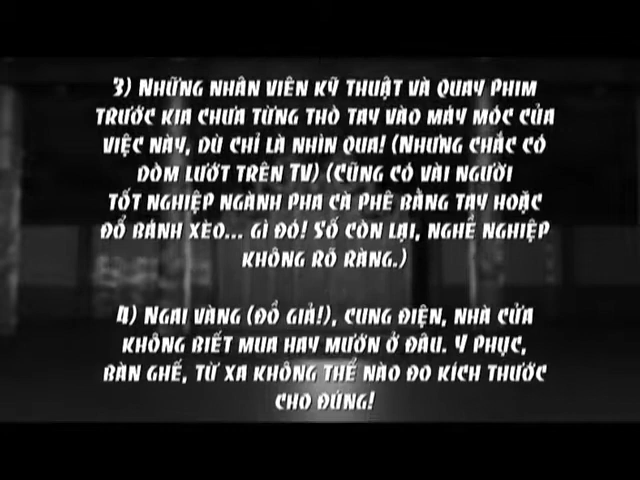 3) Những nhân viên kỹ thuật và Quay Phim
trước kia chưa từng thò tay vào máy móc của
việc này, dù chỉ là nhìn qua! (Nhưng chắc có
dòm lướt trên TV) (Cũng có vài người
tốt nghiệp ngành pha cà phê bằng tay hoặc
đổ bánh xèo... gì đó! Số còn lại, nghề nghiệp
không rõ ràng.)
4) Ngai vàng (đồ giả!), cung điện, nhà cửa
không biết mua hay mướn ở đâu. Y phục,
bàn ghế, từ xa không thể nào đo kích thước
cho đúng!